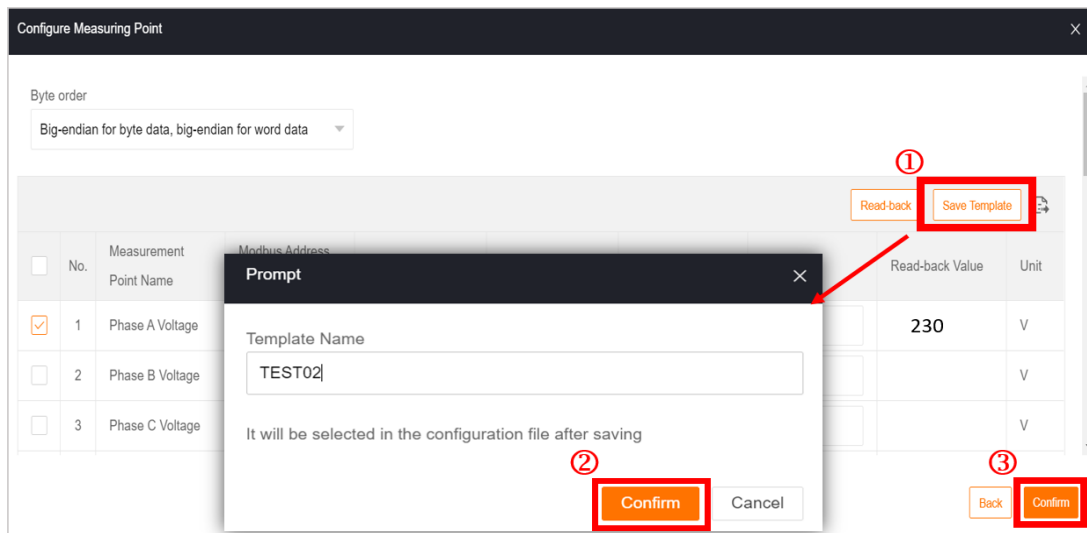 Configure Measuring Point X
Byte order
Big-endian for byte data, big-endian for word data
①
Read-back Save Template
No. Measurement Point Name Modbus Address Read-back Value Unit
1 Phase A Voltage 230 V
2 Phase B Voltage V
3 Phase C Voltage V
Prompt
Template Name
TEST02
It will be selected in the configuration file after saving
②
Confirm Cancel
③
Back Confirm